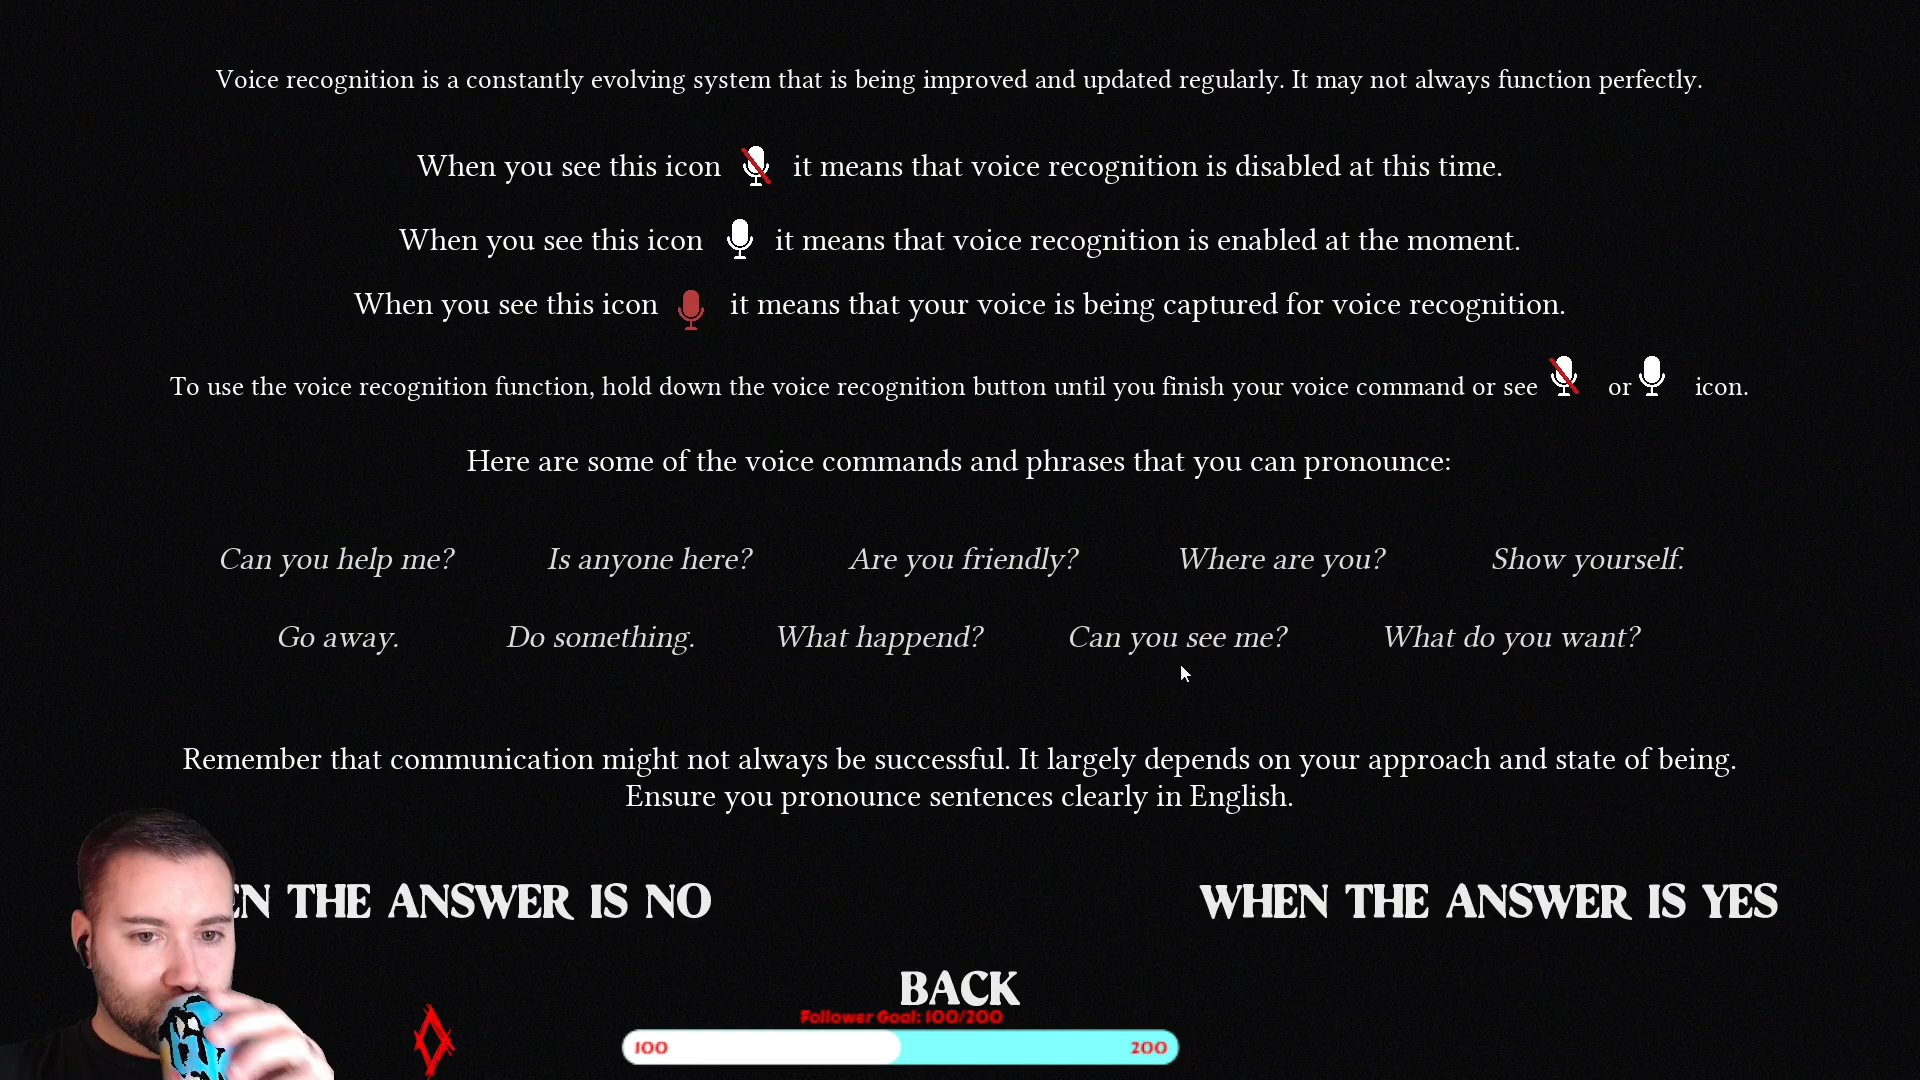 Voice recognition is a constantly evolving system that is being improved and updated regularly. It may not always function perfectly.
When you see this icon it means that voice recognition is disabled at this time.
When you see this icon it means that voice recognition is enabled at the moment.
When you see this icon it means that your voice is being captured for voice recognition.
To use the voice recognition function, hold down the voice recognition button until you finish your voice command or see or icon.
Here are some of the voice commands and phrases that you can pronounce:
Can you help me? Is anyone here? Are you friendly? Where are you? Show yourself.
Go away. Do something. What happend? Can you see me? What do you want?
Remember that communication might not always be successful. It largely depends on your approach and state of being.
Ensure you pronounce sentences clearly in English.
EN THE ANSWER IS NO WHEN THE ANSWER IS YES
BACK
Follower Goal: 100/200
100 200